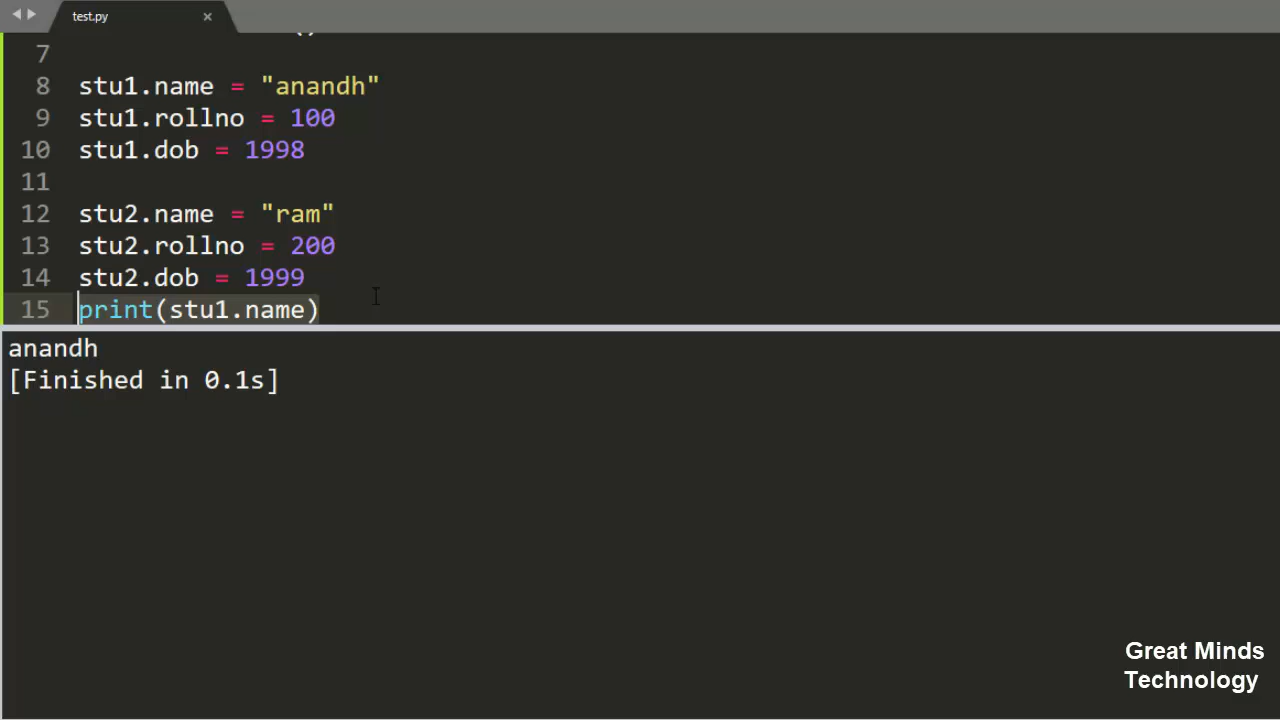 test.py
()
7
8 stu1.name = "anandh"
9 stu1.rollno = 100
10 stu1.dob = 1998
11
12 stu2.name = "ram"
13 stu2.rollno = 200
14 stu2.dob = 1999
15 print(stu1.name)
anandh
[Finished in 0.1s]
Great Minds
Technology